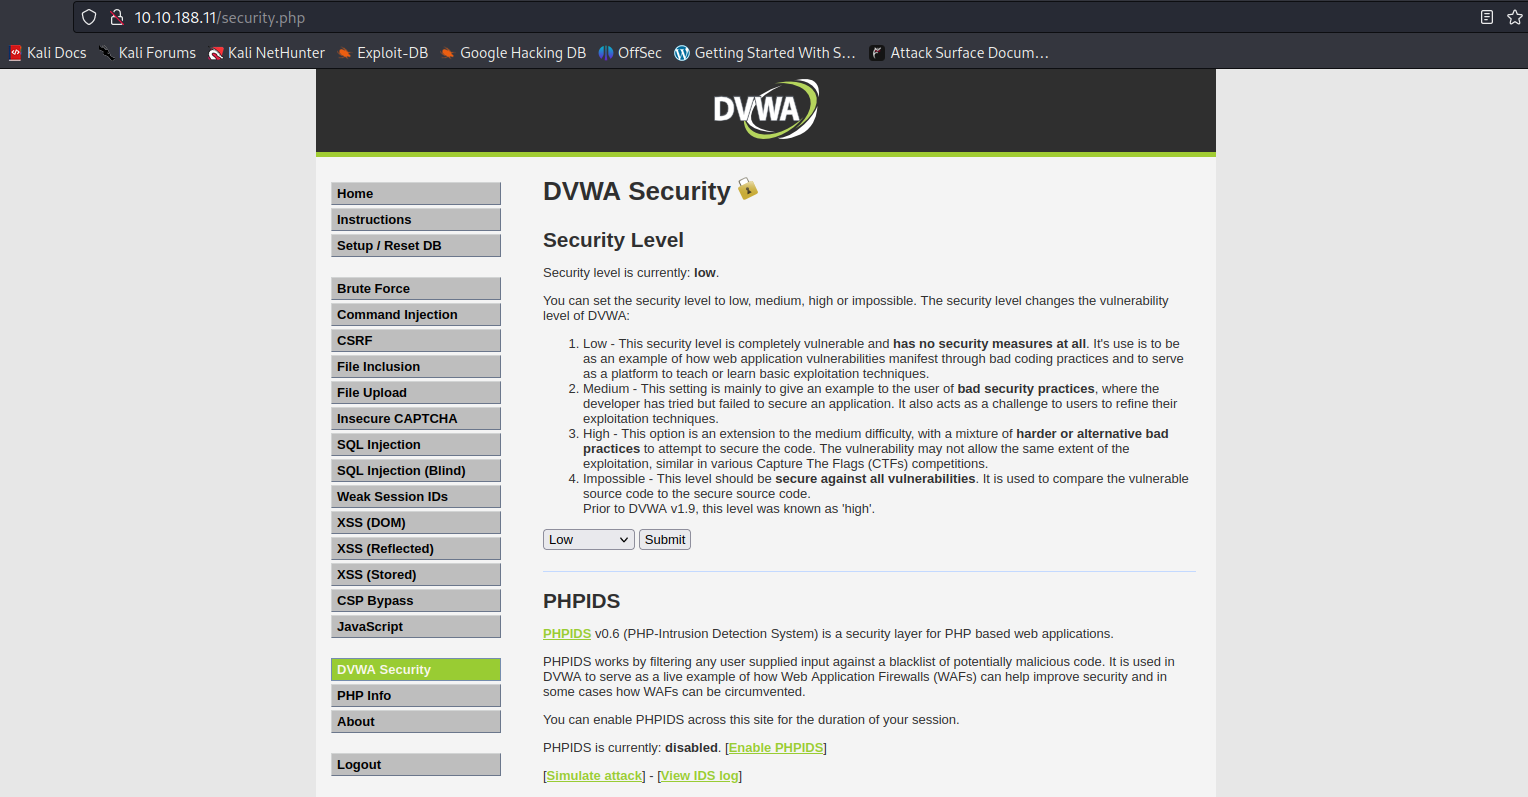 10.10.188.11/security.php
Kali Docs Kali Forums Kali NetHunter Exploit-DB Google Hacking DB OffSec Getting Started With S… Attack Surface Docum…
DVWA
Home
Instructions
Setup / Reset DB
Brute Force
Command Injection
CSRF
File Inclusion
File Upload
Insecure CAPTCHA
SQL Injection
SQL Injection (Blind)
Weak Session IDs
XSS (DOM)
XSS (Reflected)
XSS (Stored)
CSP Bypass
JavaScript
DVWA Security
PHP Info
About
Logout
DVWA Security
Security Level
Security level is currently: low.
You can set the security level to low, medium, high or impossible. The security level changes the vulnerability
level of DVWA:
1. Low - This security level is completely vulnerable and has no security measures at all. It's use is to be
as an example of how web application vulnerabilities manifest through bad coding practices and to serve
as a platform to teach or learn basic exploitation techniques.
2. Medium - This setting is mainly to give an example to the user of bad security practices, where the
developer has tried but failed to secure an application. It also acts as a challenge to users to refine their
exploitation techniques.
3. High - This option is an extension to the medium difficulty, with a mixture of harder or alternative bad
practices to attempt to secure the code. The vulnerability may not allow the same extent of the
exploitation, similar in various Capture The Flags (CTFs) competitions.
4. Impossible - This level should be secure against all vulnerabilities. It is used to compare the vulnerable
source code to the secure source code.
Prior to DVWA v1.9, this level was known as 'high'.
Low Submit
PHPIDS
PHPIDS v0.6 (PHP-Intrusion Detection System) is a security layer for PHP based web applications.
PHPIDS works by filtering any user supplied input against a blacklist of potentially malicious code. It is used in
DVWA to serve as a live example of how Web Application Firewalls (WAFs) can help improve security and in
some cases how WAFs can be circumvented.
You can enable PHPIDS across this site for the duration of your session.
PHPIDS is currently: disabled. [Enable PHPIDS]
[Simulate attack] - [View IDS log]